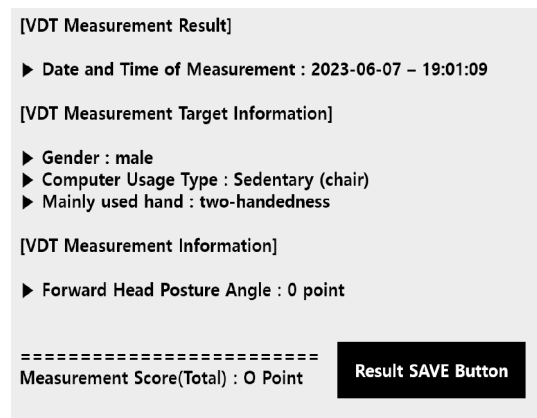 [VDT Measurement Result]
▶ Date and Time of Measurement : 2023-06-07 – 19:01:09
[VDT Measurement Target Information]
▶ Gender : male
▶ Computer Usage Type : Sedentary (chair)
▶ Mainly used hand : two-handedness
[VDT Measurement Information]
▶ Forward Head Posture Angle : 0 point
=========================
Measurement Score(Total) : O Point
Result SAVE Button